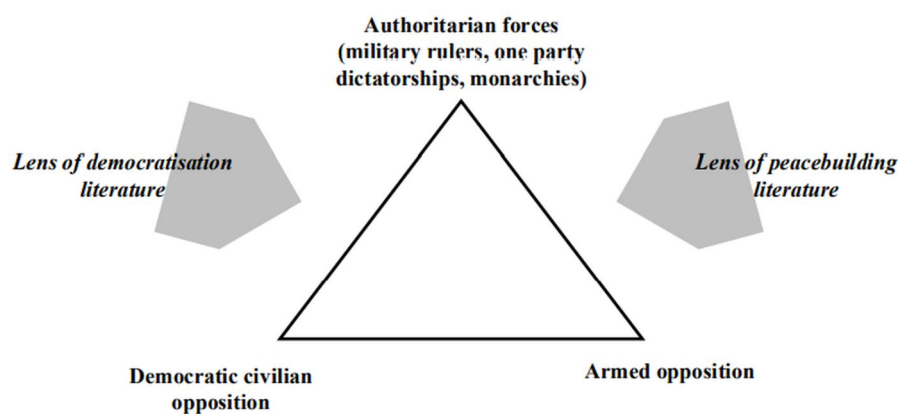 Authoritarian forces
(military rulers, one party
dictatorships, monarchies)
Lens of democratisation
literature
Lens of peacebuilding
literature
Democratic civilian
opposition
Armed opposition